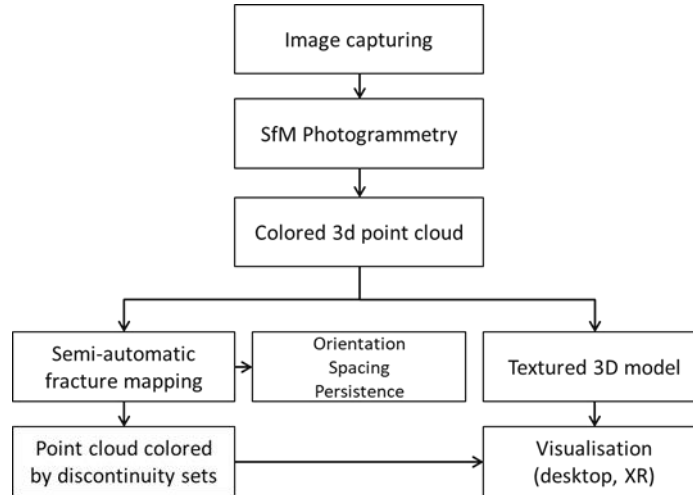 Image capturing
SfM Photogrammetry
Colored 3d point cloud
Semi-automatic
fracture mapping
Orientation
Spacing
Persistence
Textured 3D model
Point cloud colored
by discontinuity sets
Visualisation
(desktop, XR)